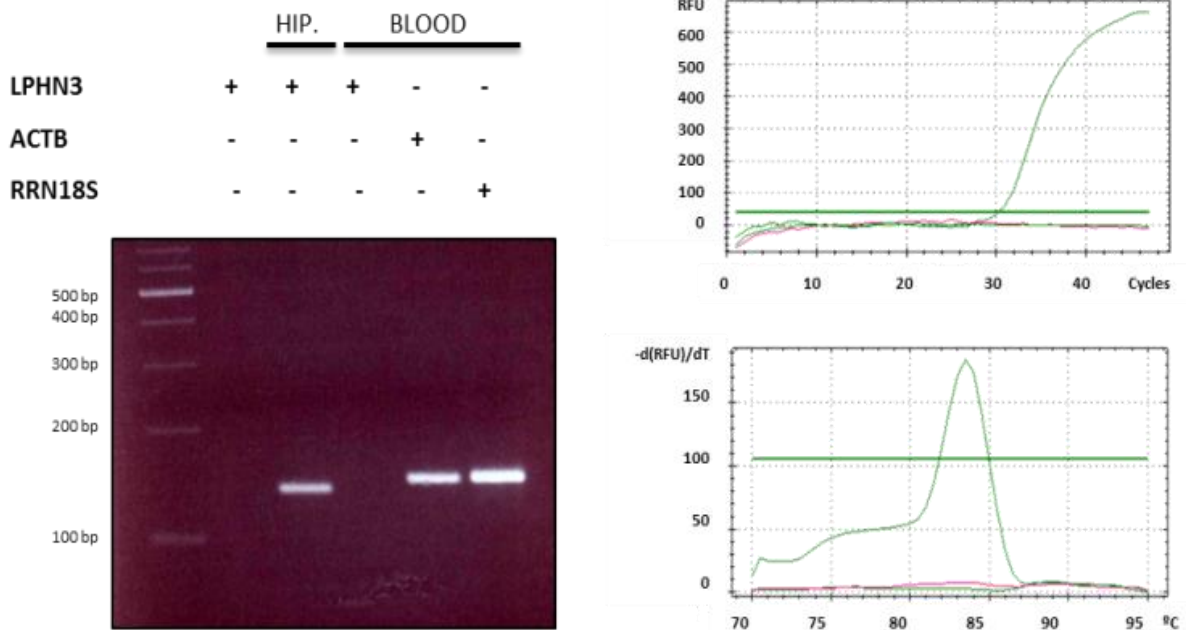 HIP. BLOOD
LPHN3 + + + - -
ACTB - - - + -
RRN18S - - - - +
500 bp
400 bp
300 bp
200 bp
100 bp
RFU
600
500
400
300
200
100
0
0 10 20 30 40 Cycles
-d(RFU)/dT
150
100
50
0
70 75 80 85 90 95 ºC